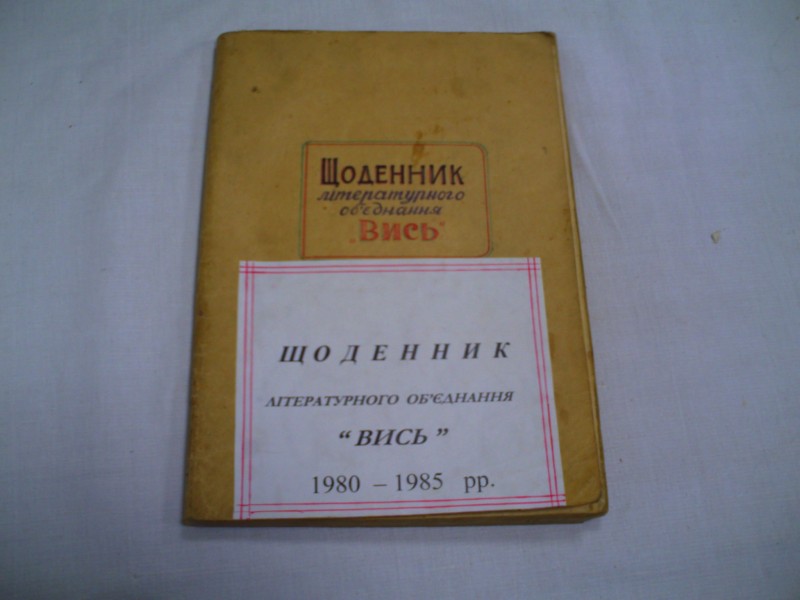 Щоденник
літературного
об'єднання
„Вись"
ЩОДЕННИК
ЛІТЕРАТУРНОГО ОБ'ЄДНАННЯ
“ВИСЬ”
1980 – 1985 рр.